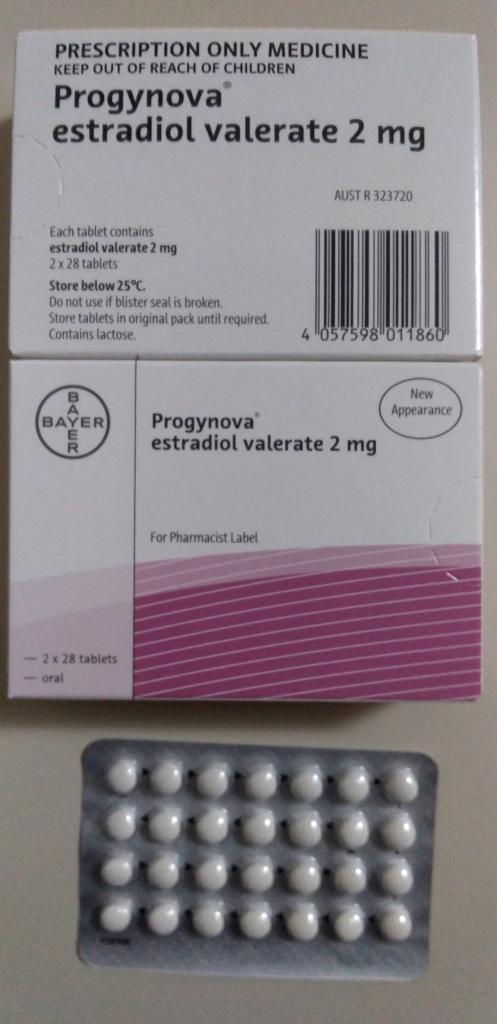 PRESCRIPTION ONLY MEDICINE
KEEP OUT OF REACH OF CHILDREN
Progynova®
estradiol valerate 2 mg
AUST R 323720
Each tablet contains
estradiol valerate 2 mg
2 x 28 tablets
Store below 25°C.
Do not use if blister seal is broken.
Store tablets in original pack until required.
Contains lactose.
4 057598 011860
BAYER
BAYER
New
Appearance
Progynova®
estradiol valerate 2 mg
For Pharmacist Label
— 2 x 28 tablets
— oral